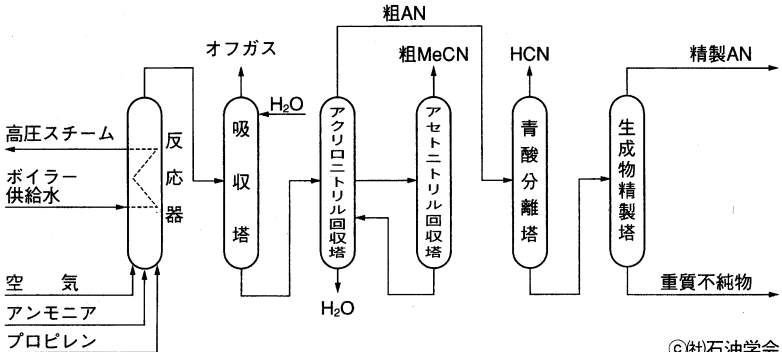 粗AN
オフガス
粗MeCN
HCN
精製AN
H₂O
高圧スチーム
ボイラー
供給水
反応器
吸収塔
アクリロニトリル回収塔
アセトニトリル回収塔
青酸分離塔
生成物精製塔
空 気
アンモニア
プロピレン
H₂O
重質不純物
©(社)石油学会